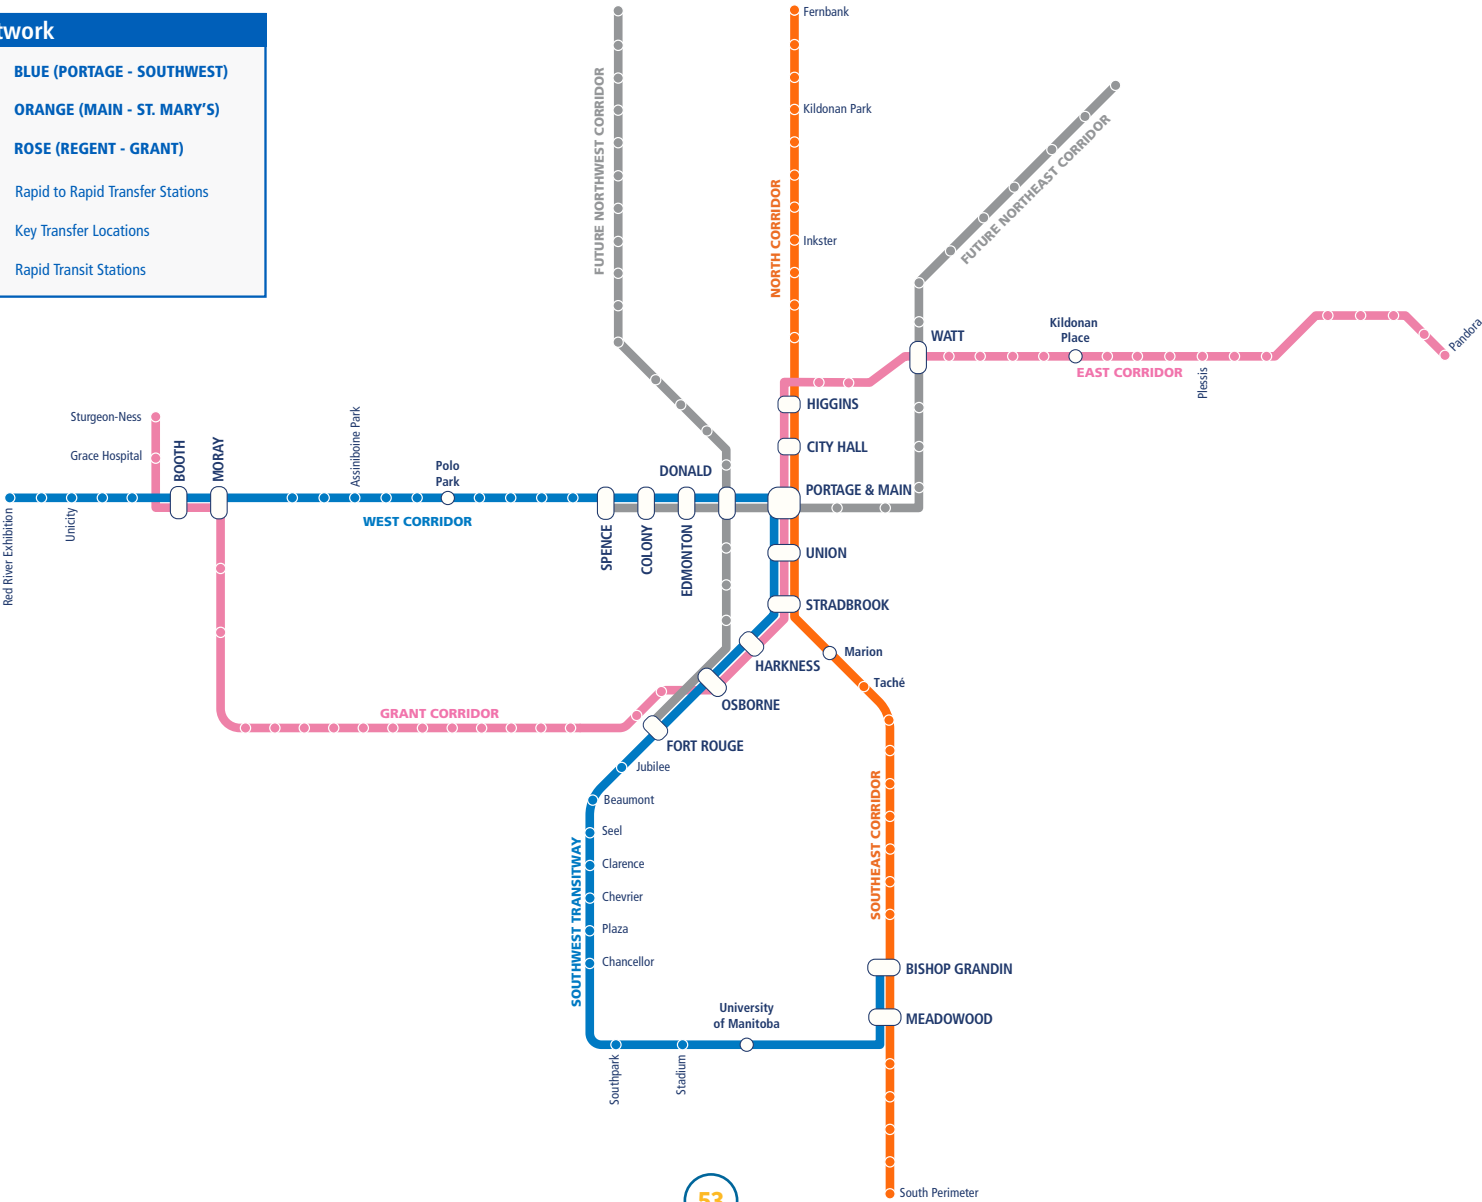 twork
BLUE (PORTAGE - SOUTHWEST)
ORANGE (MAIN - ST. MARY'S)
ROSE (REGENT - GRANT)
Rapid to Rapid Transfer Stations
Key Transfer Locations
Rapid Transit Stations
Fernbank
Kildonan Park
Inkster
FUTURE NORTHWEST CORRIDOR
NORTH CORRIDOR
FUTURE NORTHEAST CORRIDOR
WATT
Kildonan
Place
EAST CORRIDOR
Plessis
Pandora
HIGGINS
CITY HALL
PORTAGE & MAIN
UNION
STRADBROOK
Sturgeon-Ness
Grace Hospital
BOOTH
MORAY
Assiniboine Park
Polo
Park
DONALD
Red River Exhibition
Unicity
WEST CORRIDOR
SPENCE
COLONY
EDMONTON
HARKNESS
Marion
Taché
OSBORNE
GRANT CORRIDOR
FORT ROUGE
Jubilee
Beaumont
Seel
Clarence
Chevrier
Plaza
Chancellor
SOUTHWEST TRANSITWAY
SOUTHEAST CORRIDOR
BISHOP GRANDIN
MEADOWOOD
University
of Manitoba
Southpark
Stadium
South Perimeter
53